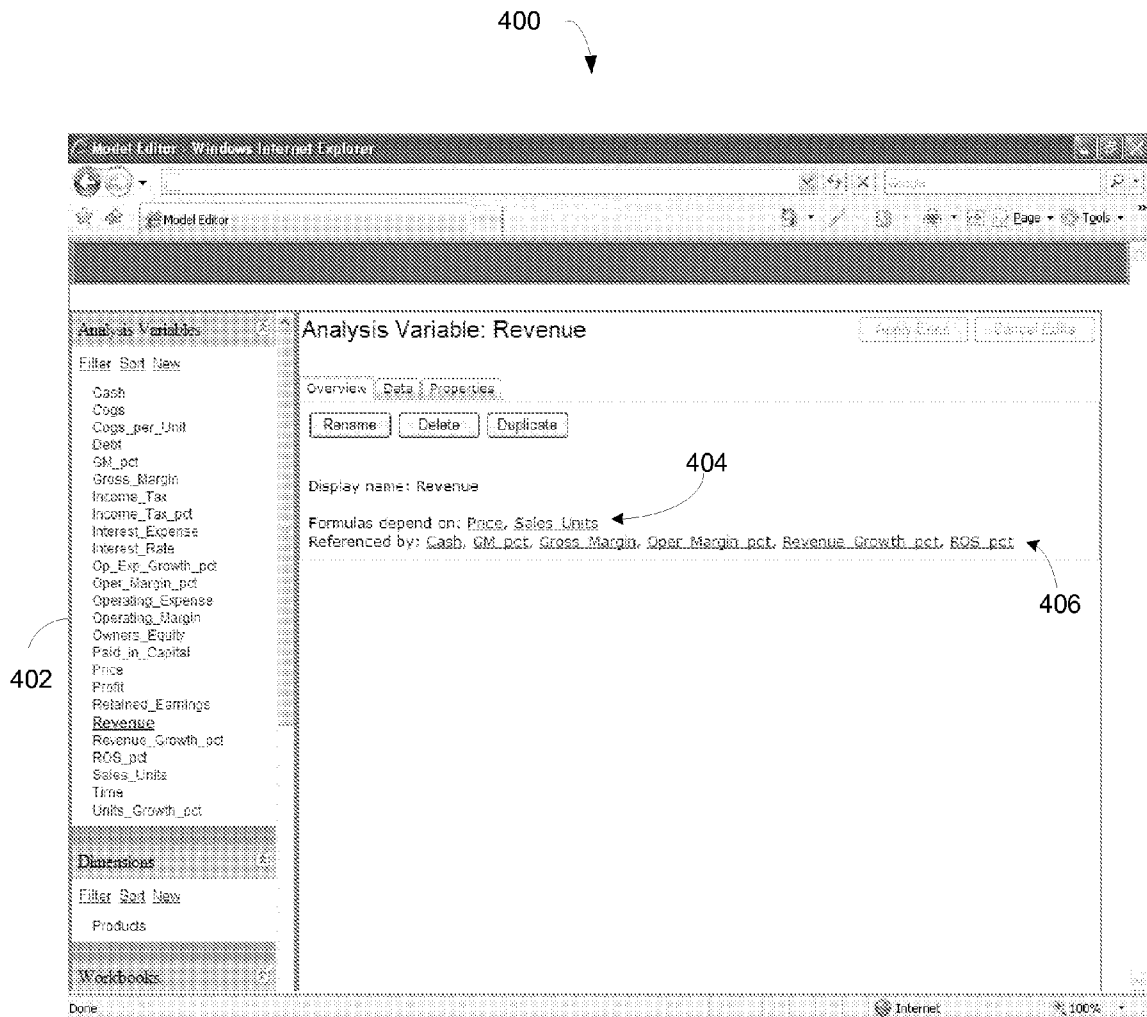 400
Model Editor - Windows Internet Explorer
Google
Model Editor
Page Tools
Analysis Variables
Filter Sort New
Cash
Cogs
Cogs_per_Unit
Debt
GM_pct
Gross_Margin
Income_Tax
Income_Tax_pct
Interest_Expense
Interest_Rate
Op_Exp_Growth_pct
Oper_Margin_pct
Operating_Expense
Operating_Margin
Owners_Equity
Paid_in_Capital
Price
Profit
Retained_Earnings
Revenue
Revenue_Growth_pct
ROS_pct
Sales_Units
Time
Units_Growth_pct
Dimensions
Filter Sort New
Products
Workbooks
402
Analysis Variable: Revenue
Apply Edits Cancel Edits
Overview Data Properties
Rename Delete Duplicate
404
Display name: Revenue
Formulas depend on: Price, Sales_Units
Referenced by: Cash, GM_pct, Gross_Margin, Oper_Margin_pct, Revenue_Growth_pct, ROS_pct
406
Done Internet 100%